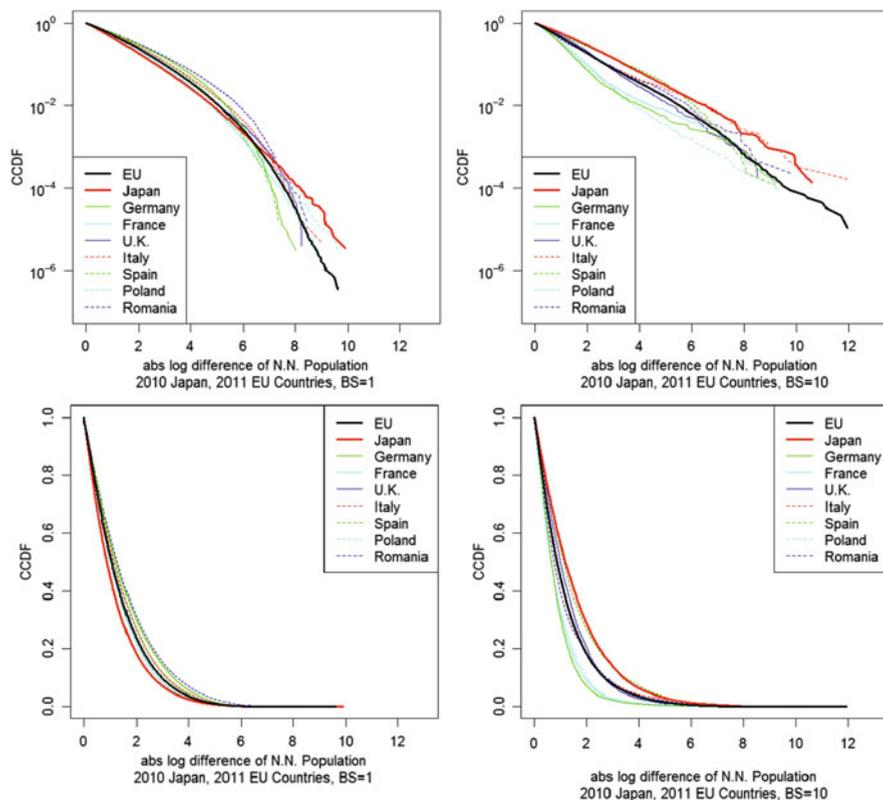 10^0
10^-2
10^-4
10^-6
CCDF
EU
Japan
Germany
France
U.K.
Italy
Spain
Poland
Romania
0 2 4 6 8 10 12
abs log difference of N.N. Population
2010 Japan, 2011 EU Countries, BS=1
10^0
10^-2
10^-4
10^-6
CCDF
EU
Japan
Germany
France
U.K.
Italy
Spain
Poland
Romania
0 2 4 6 8 10 12
abs log difference of N.N. Population
2010 Japan, 2011 EU Countries, BS=10
1.0
0.8
0.6
0.4
0.2
0.0
CCDF
EU
Japan
Germany
France
U.K.
Italy
Spain
Poland
Romania
0 2 4 6 8 10 12
abs log difference of N.N. Population
2010 Japan, 2011 EU Countries, BS=1
1.0
0.8
0.6
0.4
0.2
0.0
CCDF
EU
Japan
Germany
France
U.K.
Italy
Spain
Poland
Romania
0 2 4 6 8 10 12
abs log difference of N.N. Population
2010 Japan, 2011 EU Countries, BS=10